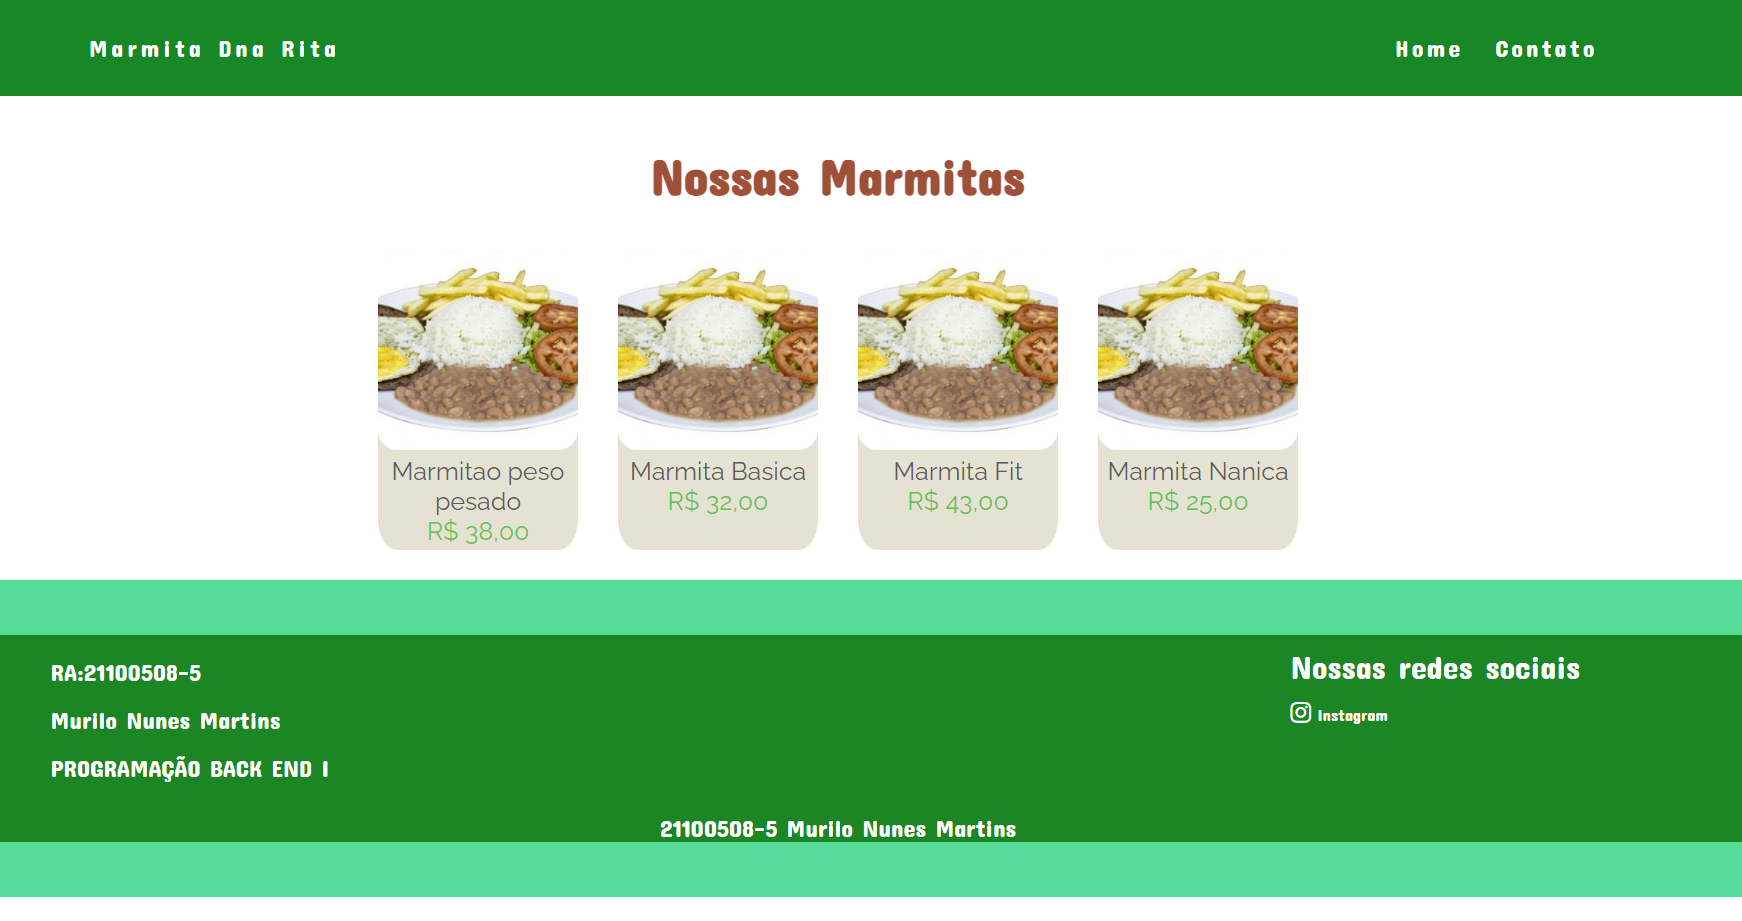 Marmita Dna Rita
Home Contato
Nossas Marmitas
Marmitao peso
pesado
R$ 38,00
Marmita Basica
R$ 32,00
Marmita Fit
R$ 43,00
Marmita Nanica
R$ 25,00
RA:21100508-5
Murilo Nunes Martins
PROGRAMAÇÃO BACK END I
Nossas redes sociais
Instagram
21100508-5 Murilo Nunes Martins